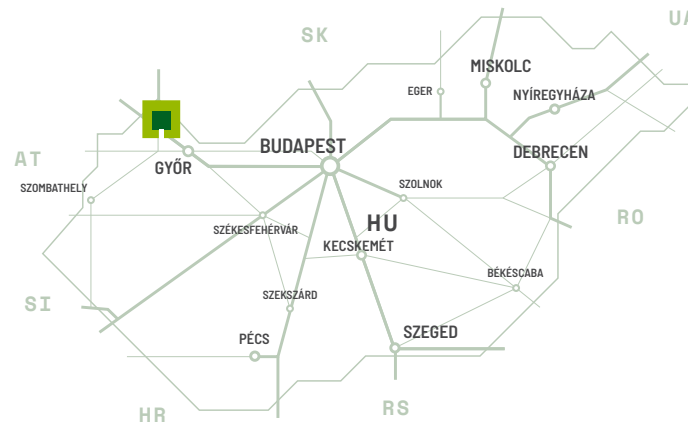 UA
SK
MISKOLC
EGER
NYÍREGYHÁZA
BUDAPEST
DEBRECEN
AT
GYŐR
SZOMBATHELY
SZOLNOK
RO
HU
SZÉKESFEHÉRVÁR
KECSKEMÉT
BÉKÉSCABA
SI
SZEKSZÁRD
PÉCS
SZEGED
HR
RS